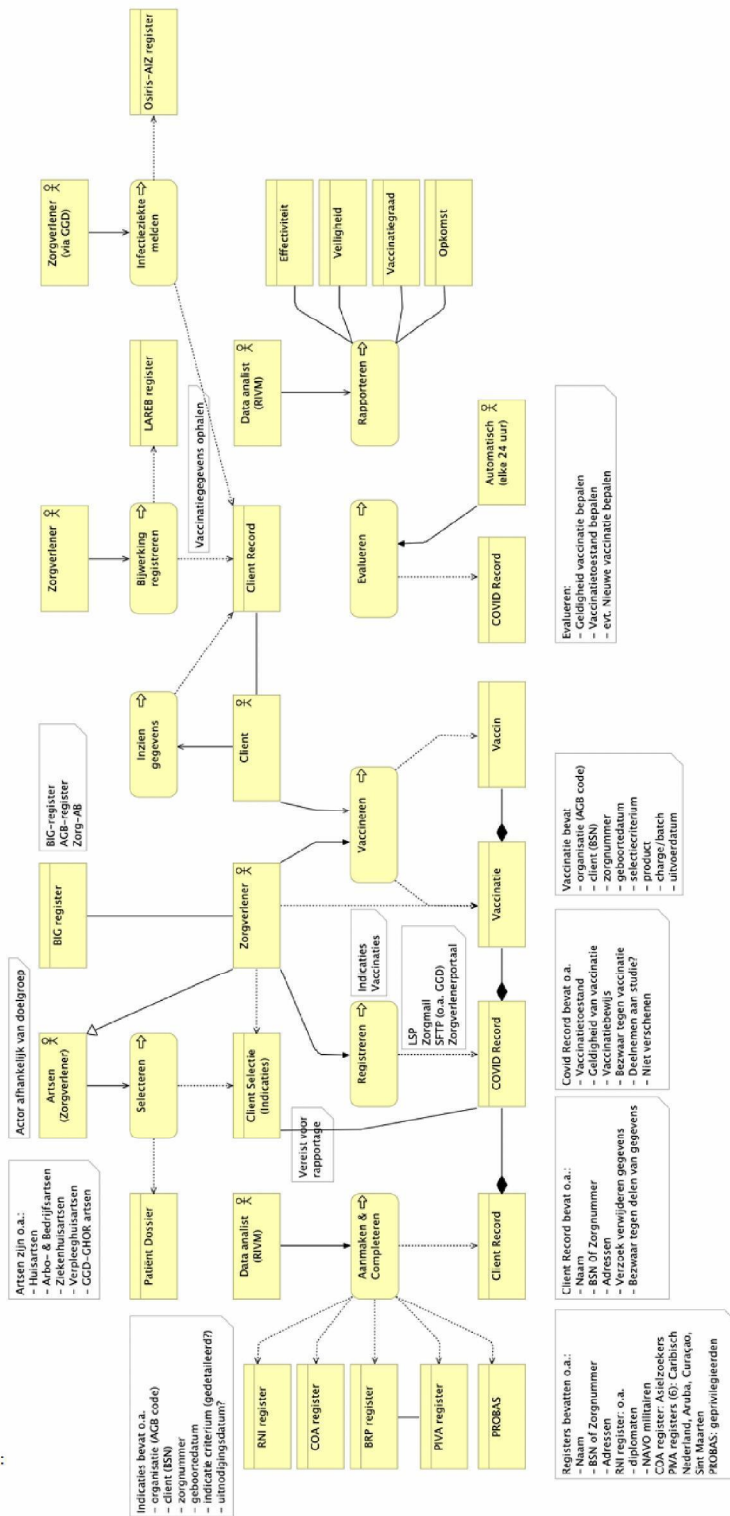 Indicaties bevat o.a.
- organisatie (AGB code)
- client (BSN)
- zorgnummer
- geboortedatum
- indicatie criterium (gedetaileerd?)
- uitnodigingsdatum?
Artsen zijn o.a.:
- Huisartsen
- Arbo- & Bedrijfsartsen
- Ziekenhuisartsen
- Verpleeghuisartsen
- GGD-GHOR artsen
Actor afhankelijk van doelgroep
Artsen
(Zorgverlener)
BIG register
BIG-register
AGB-register
Zorg-AB
Zorgverlener
Zorgverlener
(via GGD)
Patiënt Dossier
Selecteren
Inzien
gegevens
Bijwerking
registreren
LAREB register
Infectieziekte
melden
Osiris-AIZ register
Vaccinatiegegevens ophalen
Data analist
(RIVM)
Client Selectie
(Indicaties)
Zorgverlener
Client
Client Record
Data analist
(RIVM)
Effectiviteit
Veiligheid
Vaccinatiegraad
Opkomst
Vereist voor
rapportage
Indicaties
Vaccinaties
RNI register
COA register
BRP register
PIVA register
PROBAS
Aanmaken &
Completeren
Registreren
LSP
Zorgmail
SFTP (o.a. GGD)
Zorgverlenerportaal
Vaccineren
Evalueren
Rapporteren
Client Record
COVID Record
Vaccinatie
Vaccin
COVID Record
Automatisch
(elke 24 uur)
Registers bevatten o.a.:
- Naam
- BSN of Zorgnummer
- Adressen
RNI register: o.a.
- diplomaten
- NAVO militairen
COA register: Asielzoekers
PIVA registers (6): Caribisch
Nederland, Aruba, Curaçao,
Sint Maarten
PROBAS: geprivilegieerden
Client Record bevat o.a.:
- Naam
- BSN 0f Zorgnummer
- Adressen
- Verzoek verwijderen gegevens
- Bezwaar tegen delen van gegevens
Covid Record bevat o.a.
- Vaccinatietoestand
- Geldigheid van vaccinatie
- Vaccinatiebewijs
- Bezwaar tegen vaccinatie
- Deelnemen aan studie?
- Niet verschenen
Vaccinatie bevat
- organisatie (AGB code)
- client (BSN)
- zorgnummer
- geboortedatum
- selectiecriterium
- product
- charge/batch
- uitvoerdatum
Evalueren:
- Geldigheid vaccinatie bepalen
- Vaccinatietoestand bepalen
- evt. Nieuwe vaccinatie bepalen